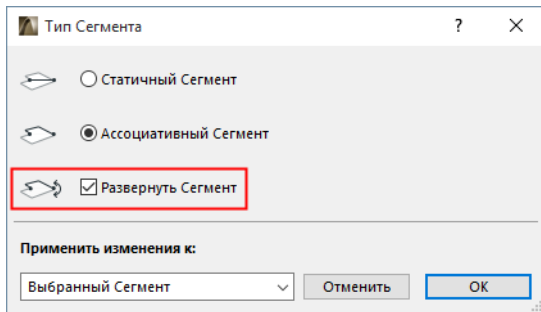 Тип Сегмента
Статичный Сегмент
Ассоциативный Сегмент
Развернуть Сегмент
Применить изменения к:
Выбранный Сегмент
Отменить
OK